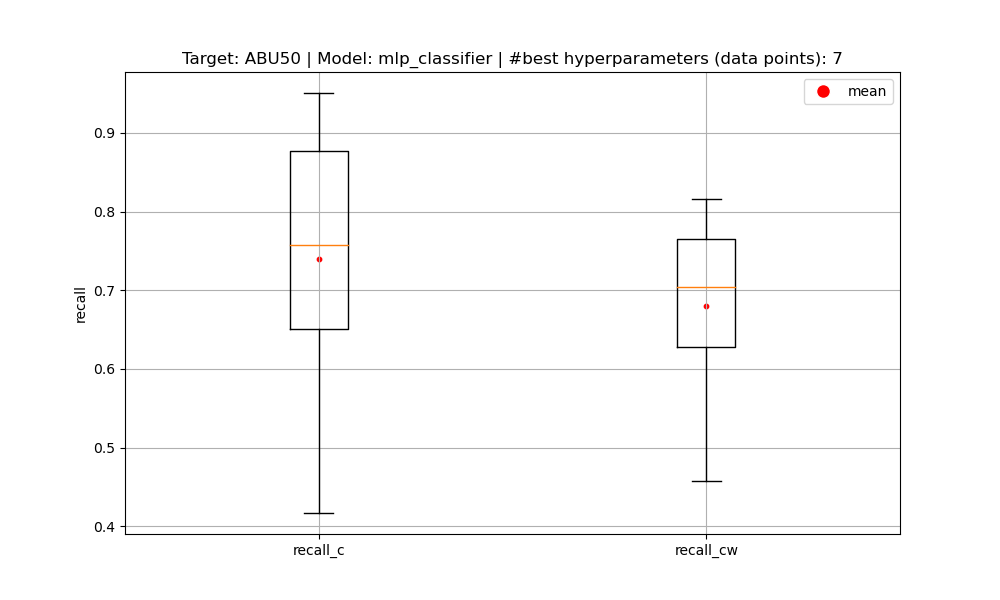 Target: ABU50 | Model: mlp_classifier | #best hyperparameters (data points): 7
mean
0.9
0.8
0.7
0.6
0.5
0.4
recall
recall_c
recall_cw